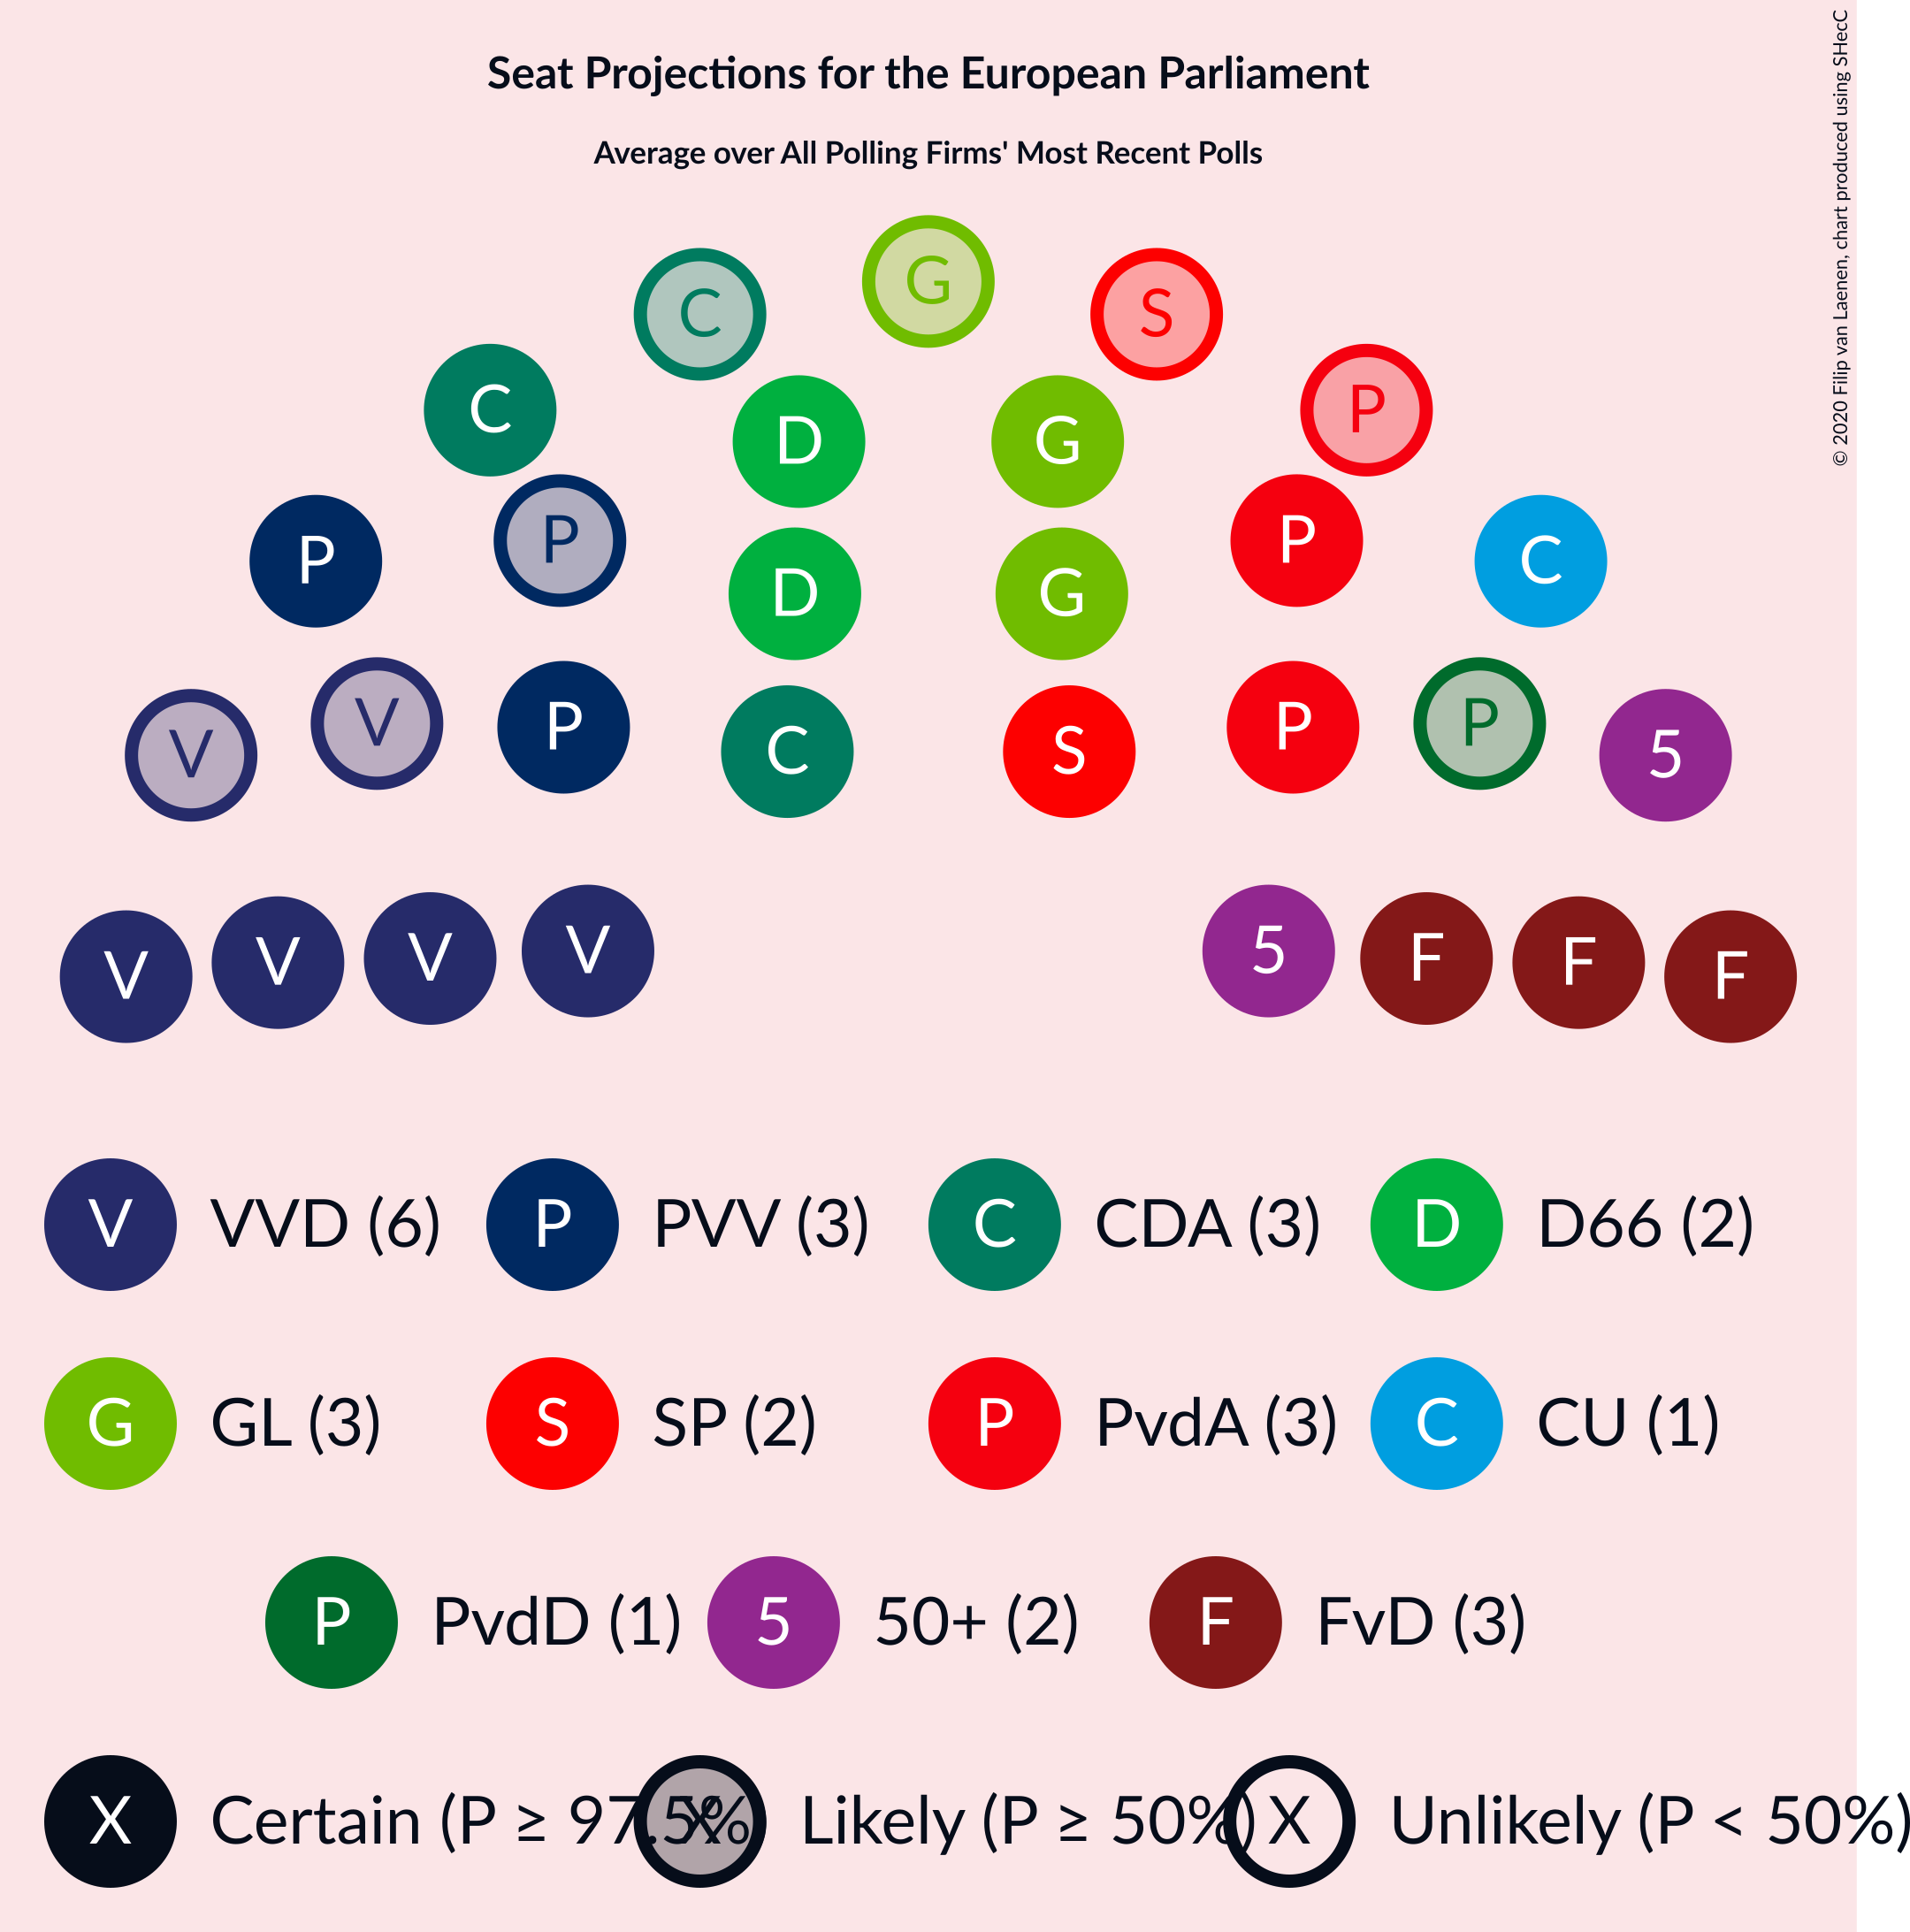 Seat Projections for the European Parliament
Average over All Polling Firms' Most Recent Polls
© 2020 Filip van Laenen, chart produced using SHecC
G
C S
C P
D G
P P P C
D G
V V P C S P P 5
V V V V 5 F F F
V VVD (6) P PVV (3) C CDA (3) D D66 (2)
G GL (3) S SP (2) P PvdA (3) C CU (1)
P PvdD (1) 5 50+ (2) F FvD (3)
X Certain (P ≥ 97.5% X Likely (P ≥ 50%) X Unlikely (P < 50%)